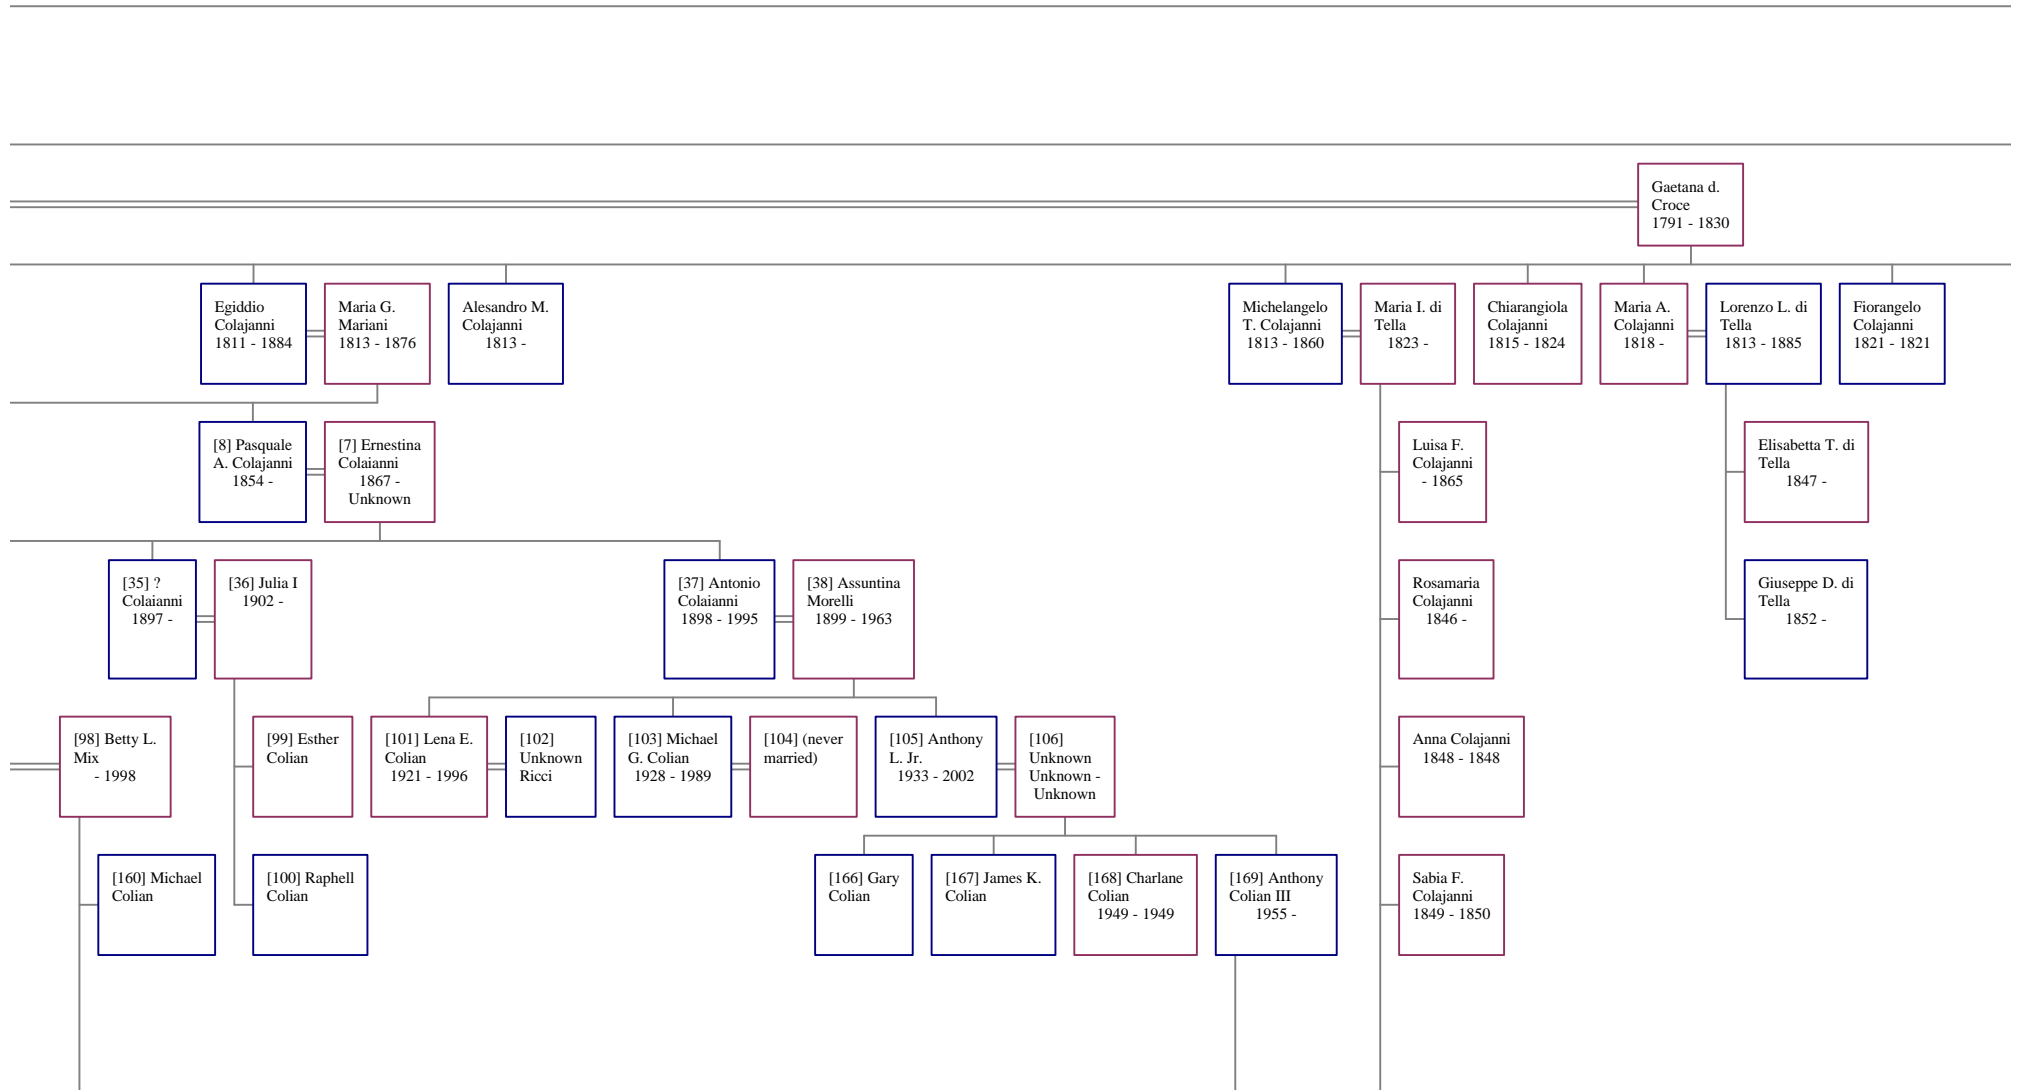 Gaetana d.
Croce
1791 - 1830
Egiddio
Colajanni
1811 - 1884
Maria G.
Mariani
1813 - 1876
Alesandro M.
Colajanni
1813 -
Michelangelo
T. Colajanni
1813 - 1860
Maria I. di
Tella
1823 -
Chiarangiola
Colajanni
1815 - 1824
Maria A.
Colajanni
1818 -
Lorenzo L. di
Tella
1813 - 1885
Fiorangelo
Colajanni
1821 - 1821
[8] Pasquale
A. Colajanni
1854 -
[7] Ernestina
Colaianni
1867 -
Unknown
Luisa F.
Colajanni
- 1865
Elisabetta T. di
Tella
1847 -
[35] ?
Colaianni
1897 -
[36] Julia I
1902 -
[37] Antonio
Colaianni
1898 - 1995
[38] Assuntina
Morelli
1899 - 1963
Rosamaria
Colajanni
1846 -
Giuseppe D. di
Tella
1852 -
[98] Betty L.
Mix
- 1998
[99] Esther
Colian
[101] Lena E.
Colian
1921 - 1996
[102]
Unknown
Ricci
[103] Michael
G. Colian
1928 - 1989
[104] (never
married)
[105] Anthony
L. Jr.
1933 - 2002
[106]
Unknown
Unknown -
Unknown
Anna Colajanni
1848 - 1848
[160] Michael
Colian
[100] Raphell
Colian
[166] Gary
Colian
[167] James K.
Colian
[168] Charlane
Colian
1949 - 1949
[169] Anthony
Colian III
1955 -
Sabia F.
Colajanni
1849 - 1850